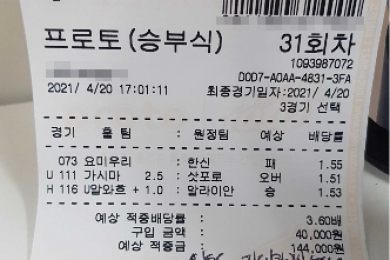 프로토(승부식) 31회차
1093987072
D0D7-A0AA-4831-3FA
2021/ 4/20 17:01:11 최종경기일자:2021/ 4/20
3경기 선택
경기 홈 팀 : 원정팀 예상 배당률
073 요미우리 : 한신 패 1.55
U 111 가시마 2.5 : 삿포로 오버 1.51
H 116 U알와흐 + 1.0 : 알라이안 승 1.53
예상 적중배당률 : 3.60배
구입 금액 : 40,000원
예상 적중금 : 144,000원